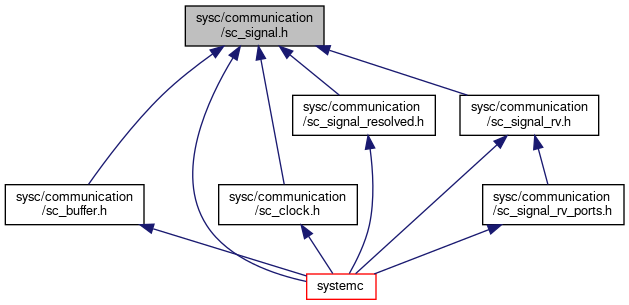 sysc/communication
/sc_signal.h
sysc/communication
/sc_signal_resolved.h
sysc/communication
/sc_signal_rv.h
sysc/communication
/sc_buffer.h
sysc/communication
/sc_clock.h
sysc/communication
/sc_signal_rv_ports.h
systemc